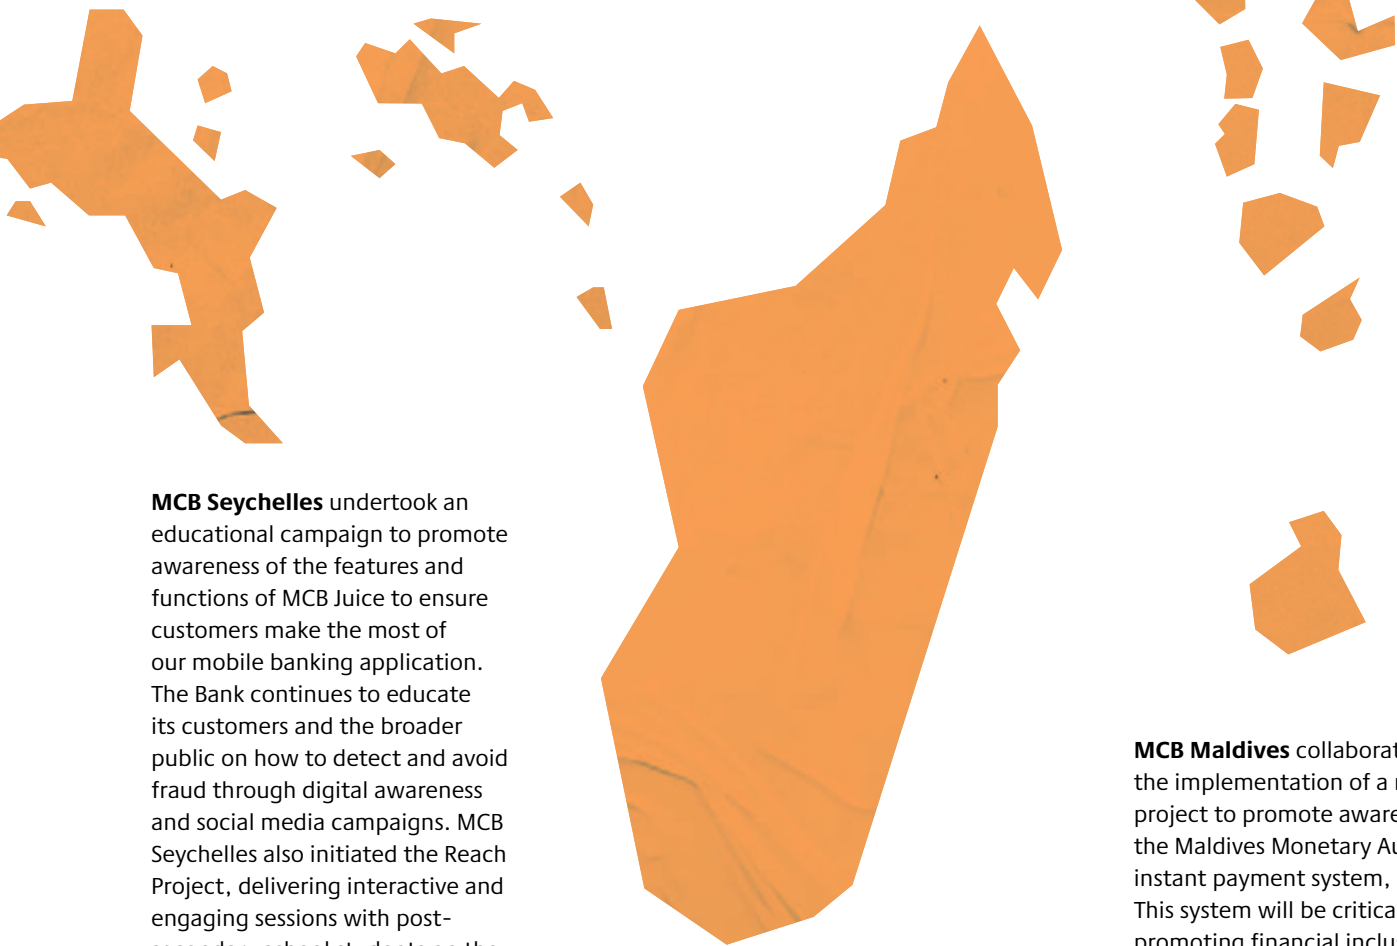 MCB Seychelles undertook an
educational campaign to promote
awareness of the features and
functions of MCB Juice to ensure
customers make the most of
our mobile banking application.
The Bank continues to educate
its customers and the broader
public on how to detect and avoid
fraud through digital awareness
and social media campaigns. MCB
Seychelles also initiated the Reach
Project, delivering interactive and
engaging sessions with post-
MCB Maldives
the implementation of a
project to promote
the Maldives Monetary
instant payment system,
This system will be
promoting financial